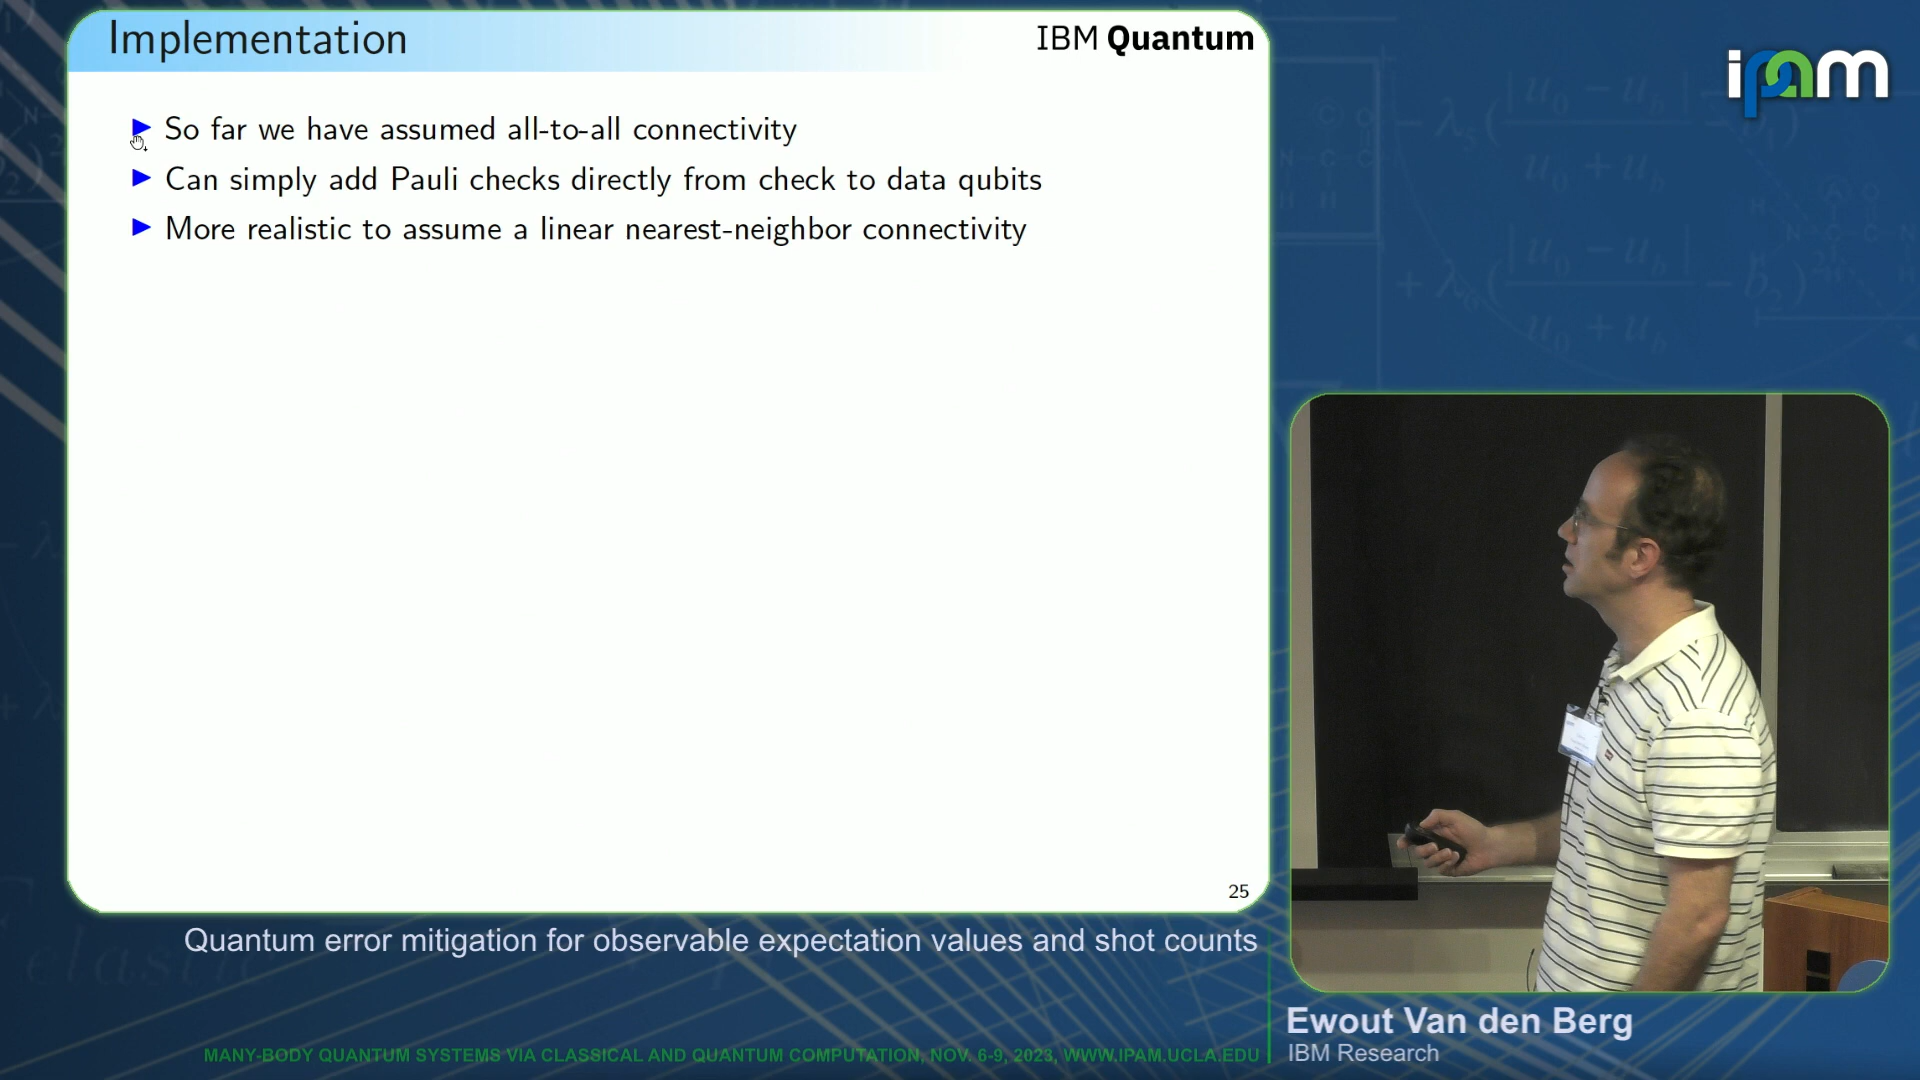 Implementation
IBM Quantum
ipam
So far we have assumed all-to-all connectivity
Can simply add Pauli checks directly from check to data qubits
More realistic to assume a linear nearest-neighbor connectivity
25
Quantum error mitigation for observable expectation values and shot counts
Ewout Van den Berg
IBM Research
MANY-BODY QUANTUM SYSTEMS VIA CLASSICAL AND QUANTUM COMPUTATION, NOV. 6-9, 2023, WWW.IPAM.UCLA.EDU